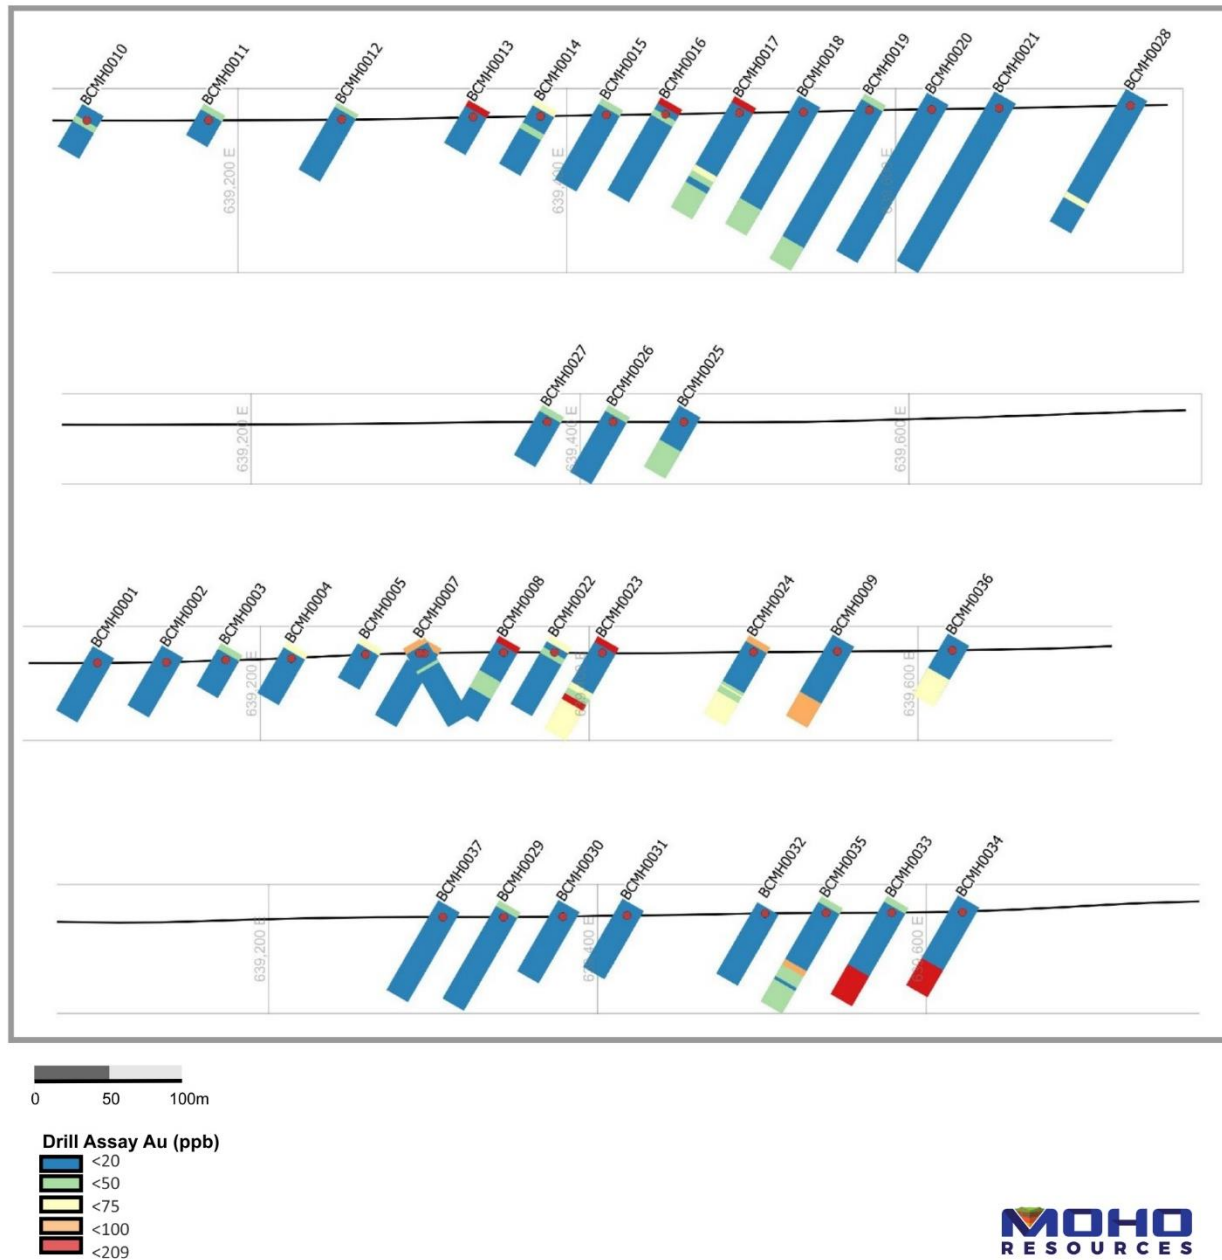 BCMH0010
BCMH0011
BCMH0012
BCMH0013
BCMH0014
BCMH0015
BCMH0016
BCMH0017
BCMH0018
BCMH0019
BCMH0020
BCMH0021
BCMH0028
639,200 E
BCMH0027
BCMH0026
BCMH0025
639,200 E
639,400 E
639,600 E
BCMH0001
BCMH0002
BCMH0003
BCMH0004
BCMH0005
BCMH0007
BCMH0008
BCMH0022
BCMH0023
BCMH0024
BCMH0009
BCMH0036
639,200 E
639,600 E
BCMH0037
BCMH0029
BCMH0030
BCMH0031
BCMH0032
BCMH0035
BCMH0033
BCMH0034
639,200 E
639,400 E
639,600 E
0 50 100m
Drill Assay Au (ppb)
<20
<50
<75
<100
<209
MOHO
RESOURCES